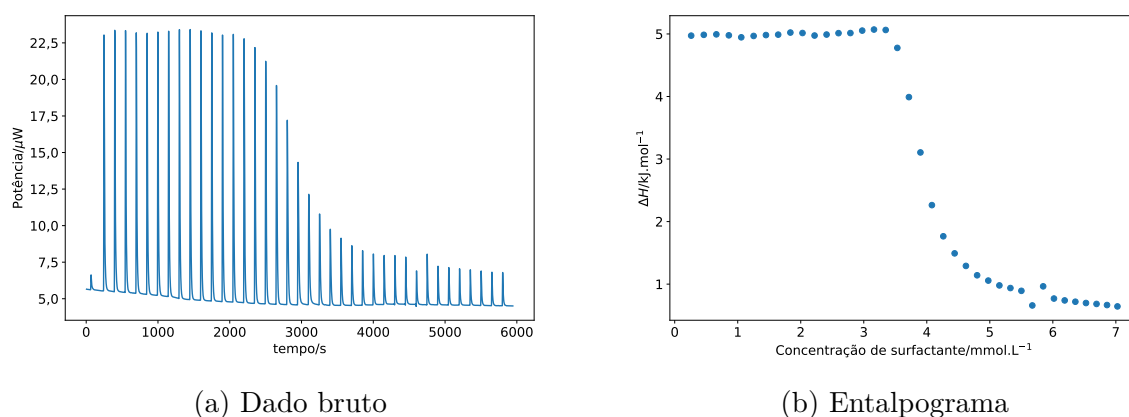 Potência/μW
22,5
20,0
17,5
15,0
12,5
10,0
7,5
5,0
0 1000 2000 3000 4000 5000 6000
tempo/s
(a) Dado bruto
ΔH/kJ.mol⁻¹
5
4
3
2
1
0 1 2 3 4 5 6 7
Concentração de surfactante/mmol.L⁻¹
(b) Entalpograma